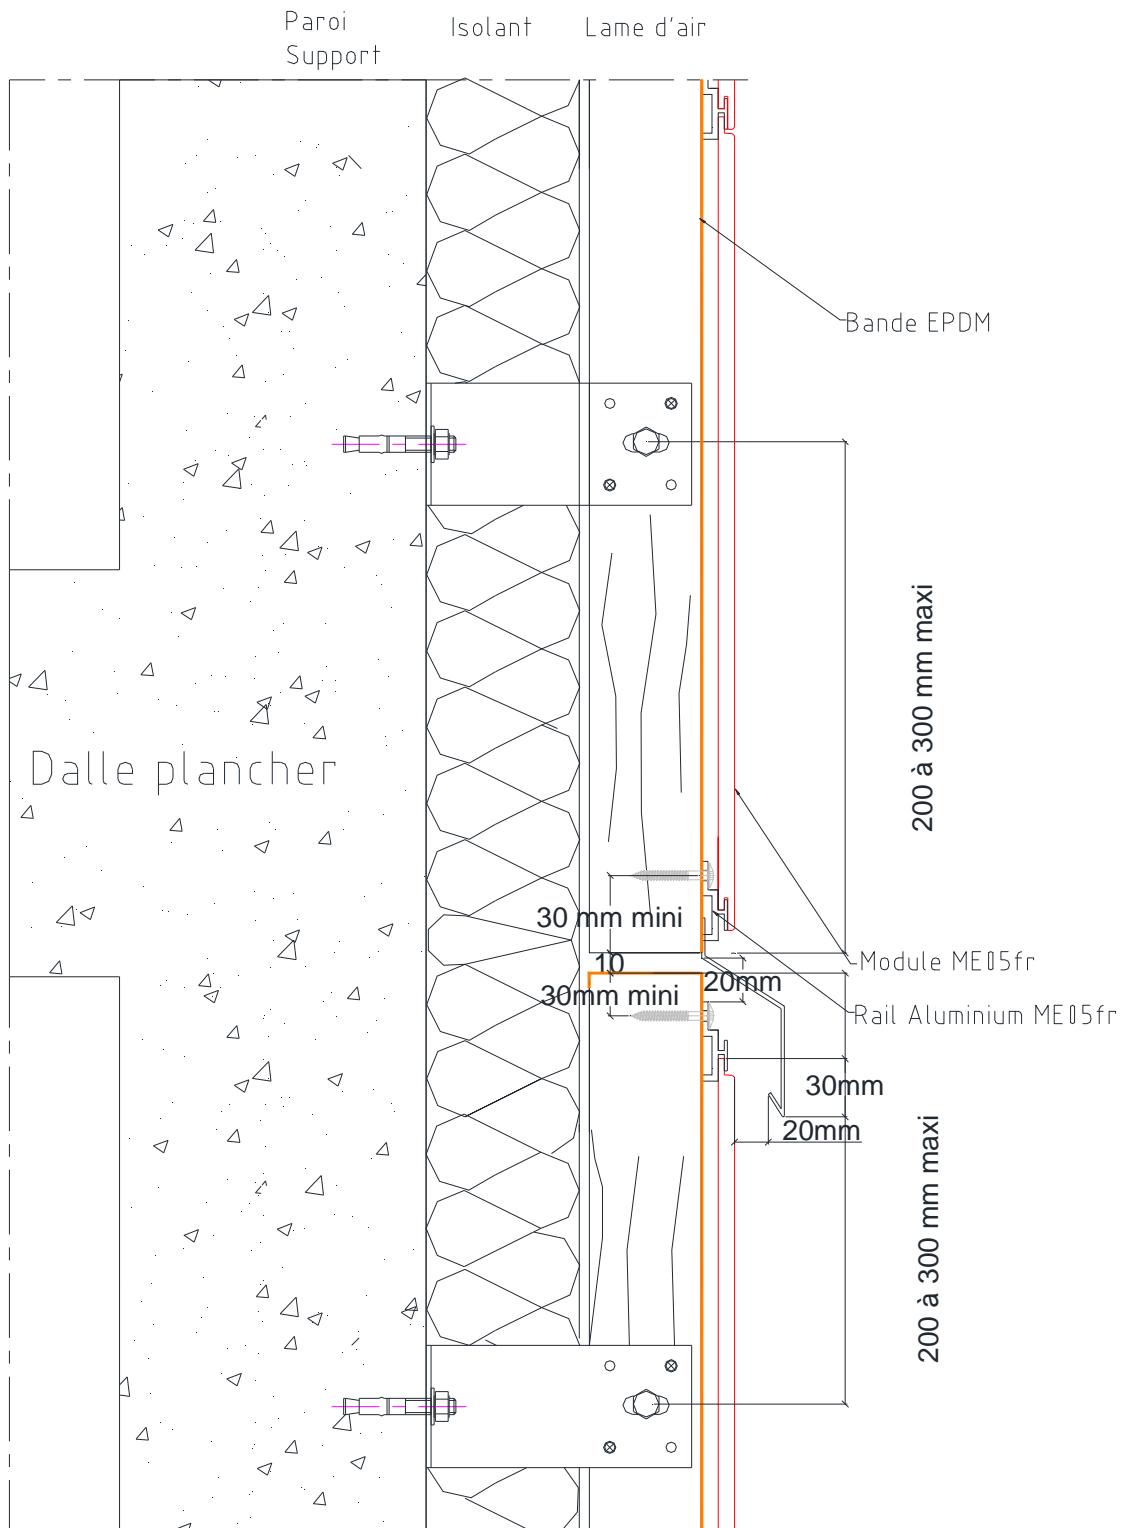 Paroi
Support
Isolant
Lame d'air
Bande EPDM
200 à 300 mm maxi
Dalle plancher
30 mm mini
10
30mm mini
20mm
Module ME05fr
Rail Aluminium ME05fr
30mm
20mm
200 à 300 mm maxi